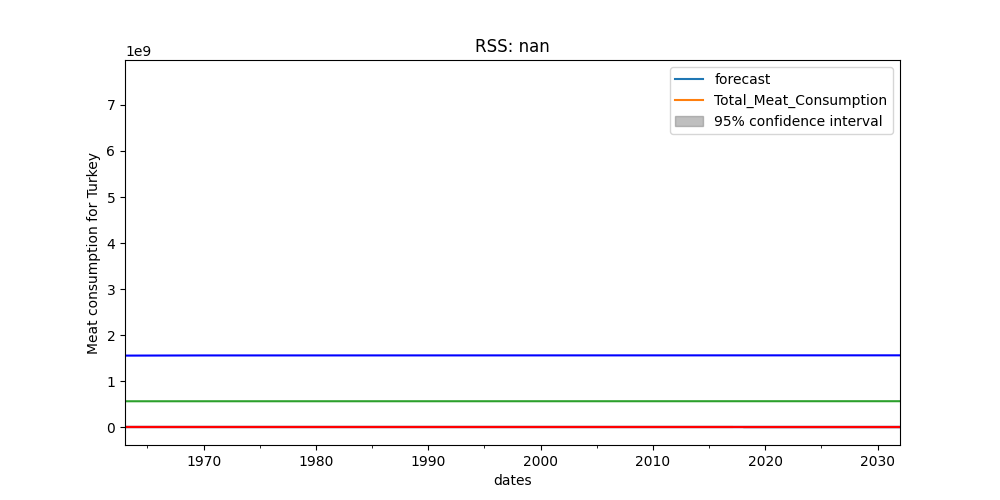 RSS: nan
1e9
forecast
Total_Meat_Consumption
95% confidence interval
7
6
5
4
3
2
1
0
Meat consumption for Turkey
1970 1980 1990 2000 2010 2020 2030
dates